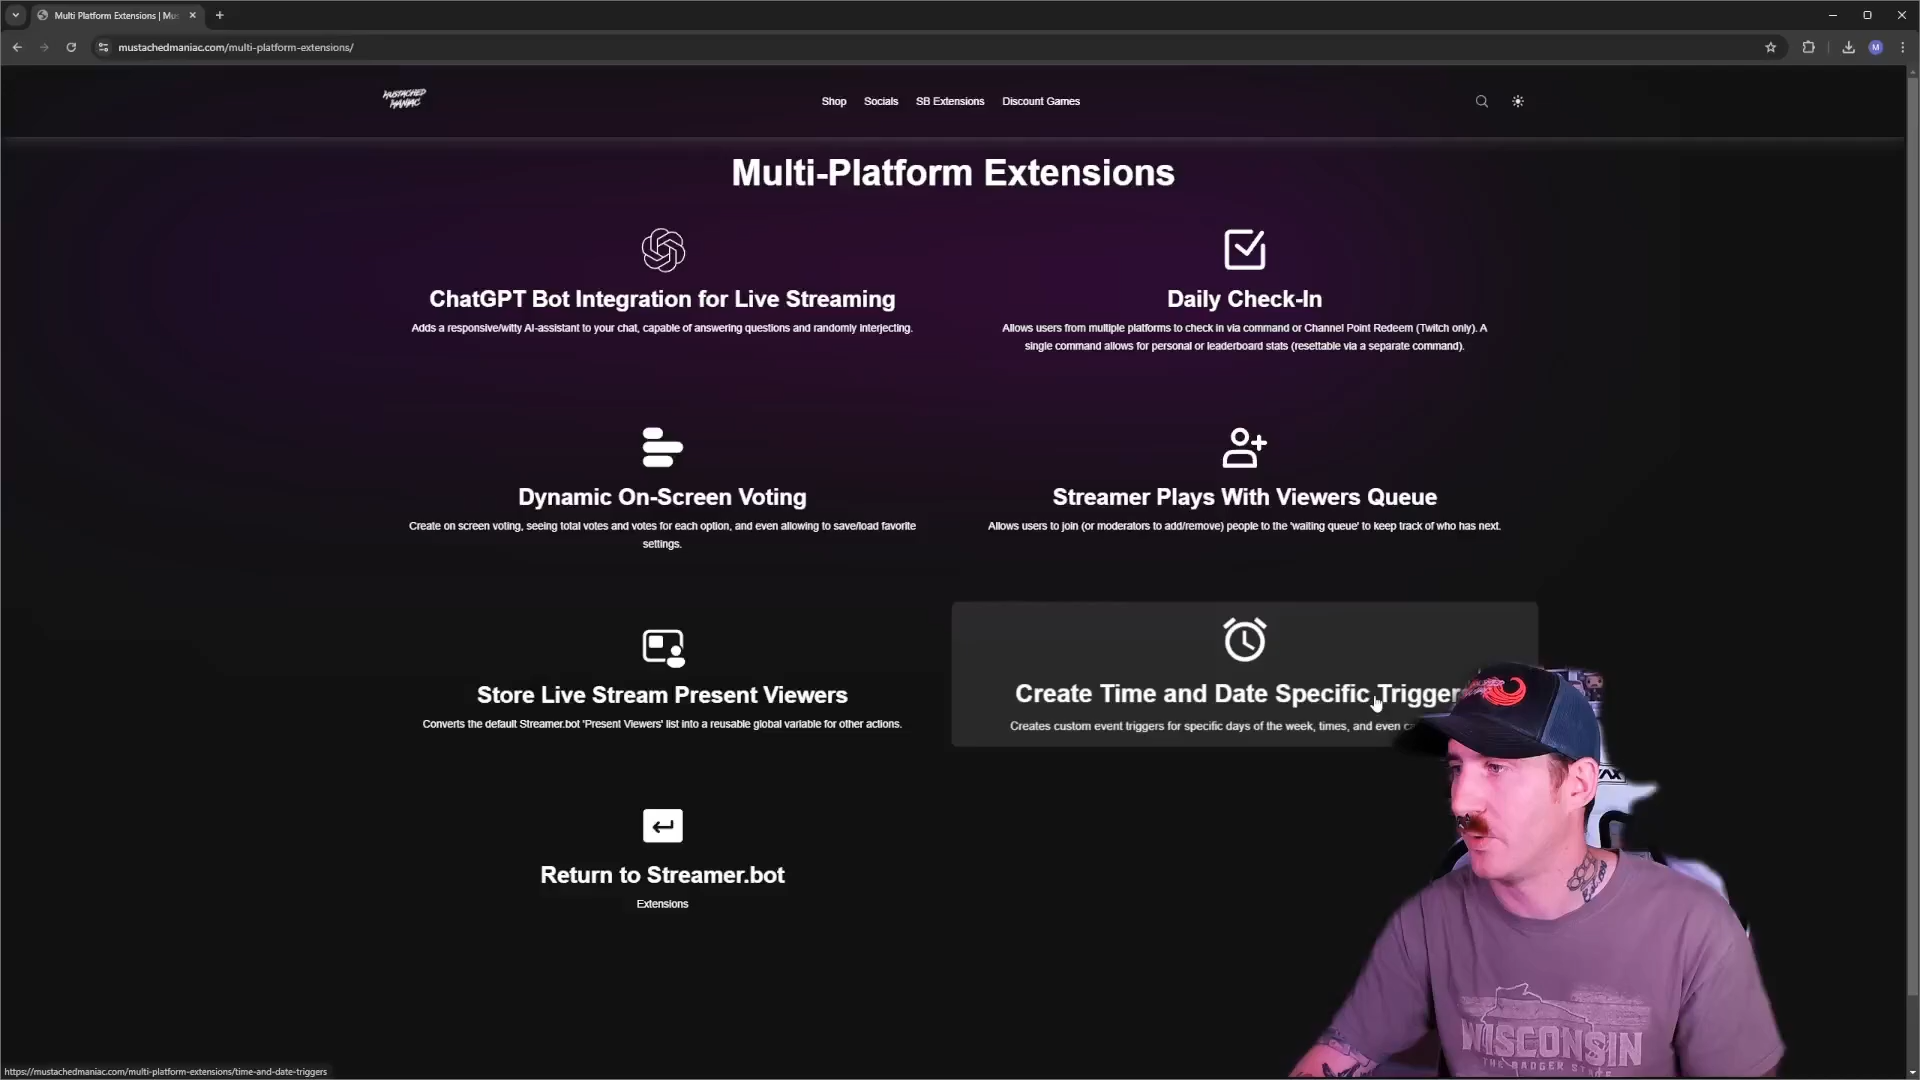 Multi Platform Extensions | Mu
mustachedmaniac.com/multi-platform-extensions/
M
MUSTACHED
MANIAC
Shop
Socials
SB Extensions
Discount Games
Multi-Platform Extensions
ChatGPT Bot Integration for Live Streaming
Adds a responsive/witty AI-assistant to your chat, capable of answering questions and randomly interjecting.
Daily Check-In
Allows users from multiple platforms to check in via command or Channel Point Redeem (Twitch only). A
single command allows for personal or leaderboard stats (resettable via a separate command).
Dynamic On-Screen Voting
Create on screen voting, seeing total votes and votes for each option, and even allowing to save/load favorite
settings.
Streamer Plays With Viewers Queue
Allows users to join (or moderators to add/remove) people to the 'waiting queue' to keep track of who has next.
Store Live Stream Present Viewers
Converts the default Streamer.bot 'Present Viewers' list into a reusable global variable for other actions.
Create Time and Date Specific Trigger
Creates custom event triggers for specific days of the week, times, and even
Return to Streamer.bot
Extensions
WISCONSIN
THE BADGER
https://mustachedmaniac.com/multi-platform-extensions/time-and-date-triggers